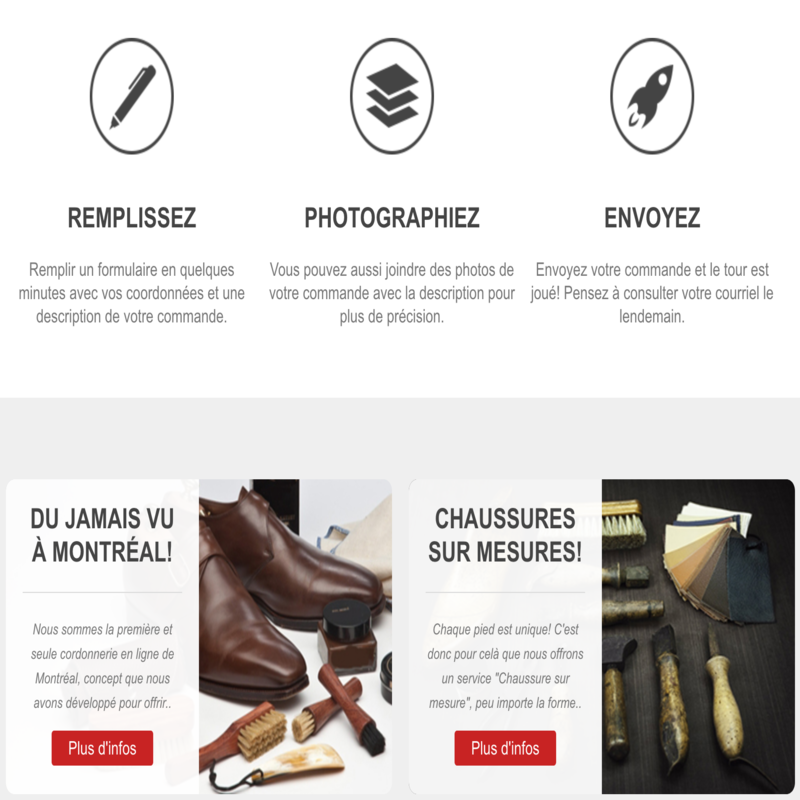 REMPLISSEZ
Remplir un formulaire en quelques
minutes avec vos coordonnées et une
description de votre commande.
PHOTOGRAPHIEZ
Vous pouvez aussi joindre des photos de
votre commande avec la description pour
plus de précision.
ENVOYEZ
Envoyez votre commande et le tour est
joué! Pensez à consulter votre courriel le
lendemain.
DU JAMAIS VU
À MONTRÉAL!
Nous sommes la première et
seule cordonnerie en ligne de
Montréal, concept que nous
avons développé pour offrir..
Plus d'infos
CHAUSSURES
SUR MESURES!
Chaque pied est unique! C'est
donc pour celà que nous offrons
un service "Chaussure sur
mesure", peu importe la forme..
Plus d'infos